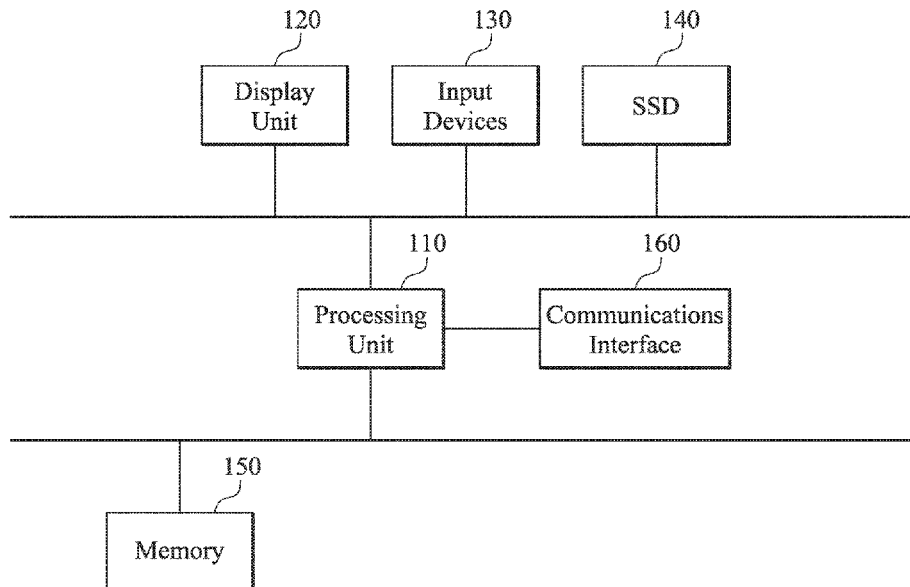 120
130
140
Display
Unit
Input
Devices
SSD
110
160
Processing
Unit
Communications
Interface
150
Memory